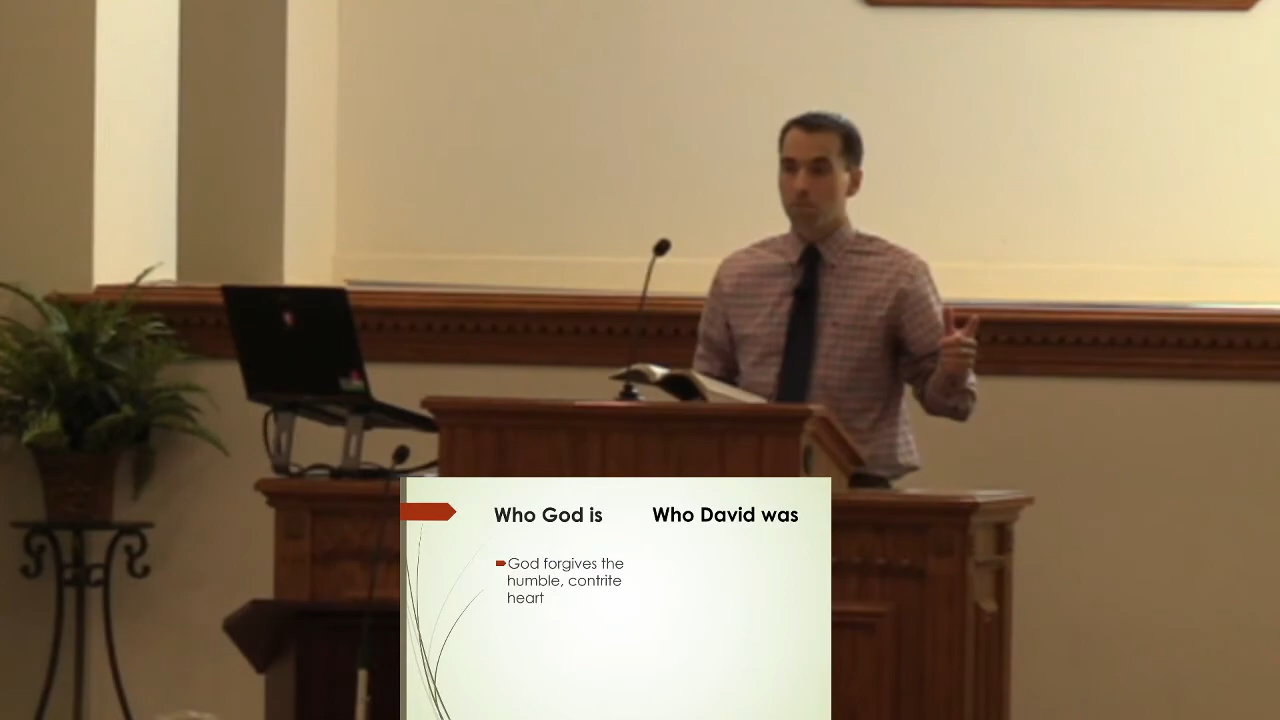 Who God is
Who David was
God forgives the
humble, contrite
heart